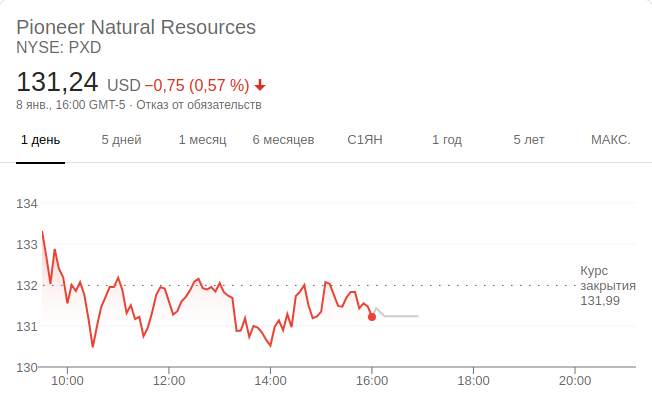 Pioneer Natural Resources
NYSE: PXD
131,24 USD −0,75 (0,57 %)
8 янв., 16:00 GMT-5 · Отказ от обязательств
1 день 5 дней 1 месяц 6 месяцев С1ЯН 1 год 5 лет МАКС.
134
133
132
131
130
Курс
закрытия
131,99
10:00 12:00 14:00 16:00 18:00 20:00